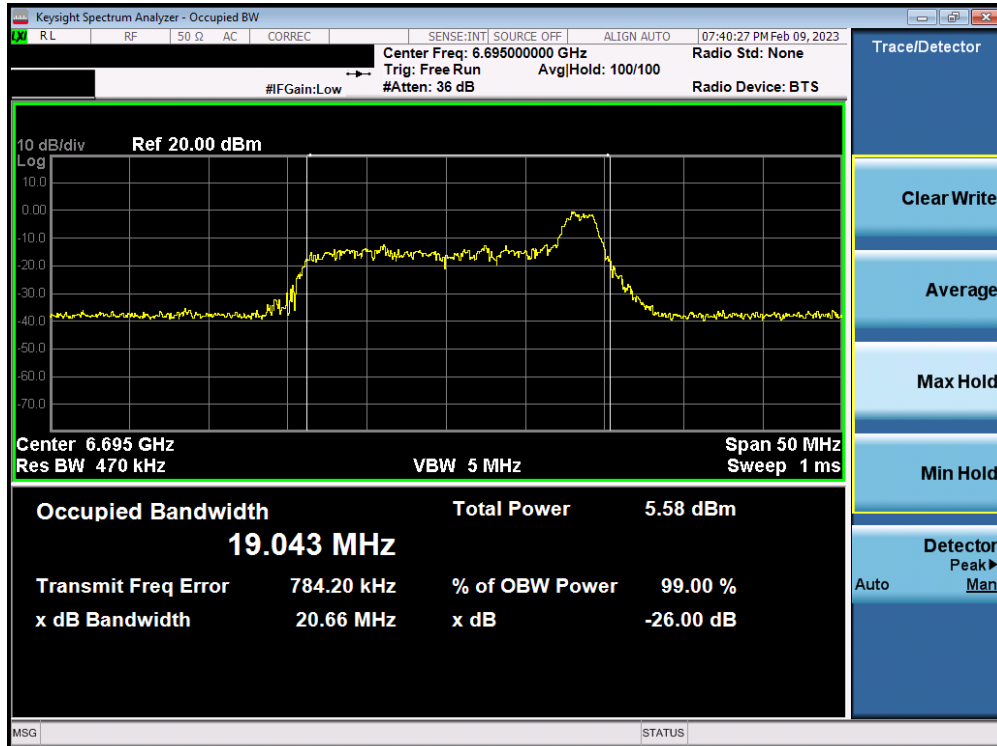 Keysight Spectrum Analyzer - Occupied BW
LXI RL RF 50 Ω AC CORREC SENSE:INT SOURCE OFF ALIGN AUTO 07:40:27 PM Feb 09, 2023
Center Freq: 6.695000000 GHz Radio Std: None
Trig: Free Run Avg|Hold: 100/100
#IFGain:Low #Atten: 36 dB Radio Device: BTS
Trace/Detector
10 dB/div Ref 20.00 dBm
Log
10.0
0.00
-10.0
-20.0
-30.0
-40.0
-50.0
-60.0
-70.0
Center 6.695 GHz Span 50 MHz
Res BW 470 kHz VBW 5 MHz Sweep 1 ms
Occupied Bandwidth Total Power 5.58 dBm
19.043 MHz
Transmit Freq Error 784.20 kHz % of OBW Power 99.00 %
x dB Bandwidth 20.66 MHz x dB -26.00 dB
Clear Write
Average
Max Hold
Min Hold
Detector
Peak▶
Auto Man
MSG STATUS